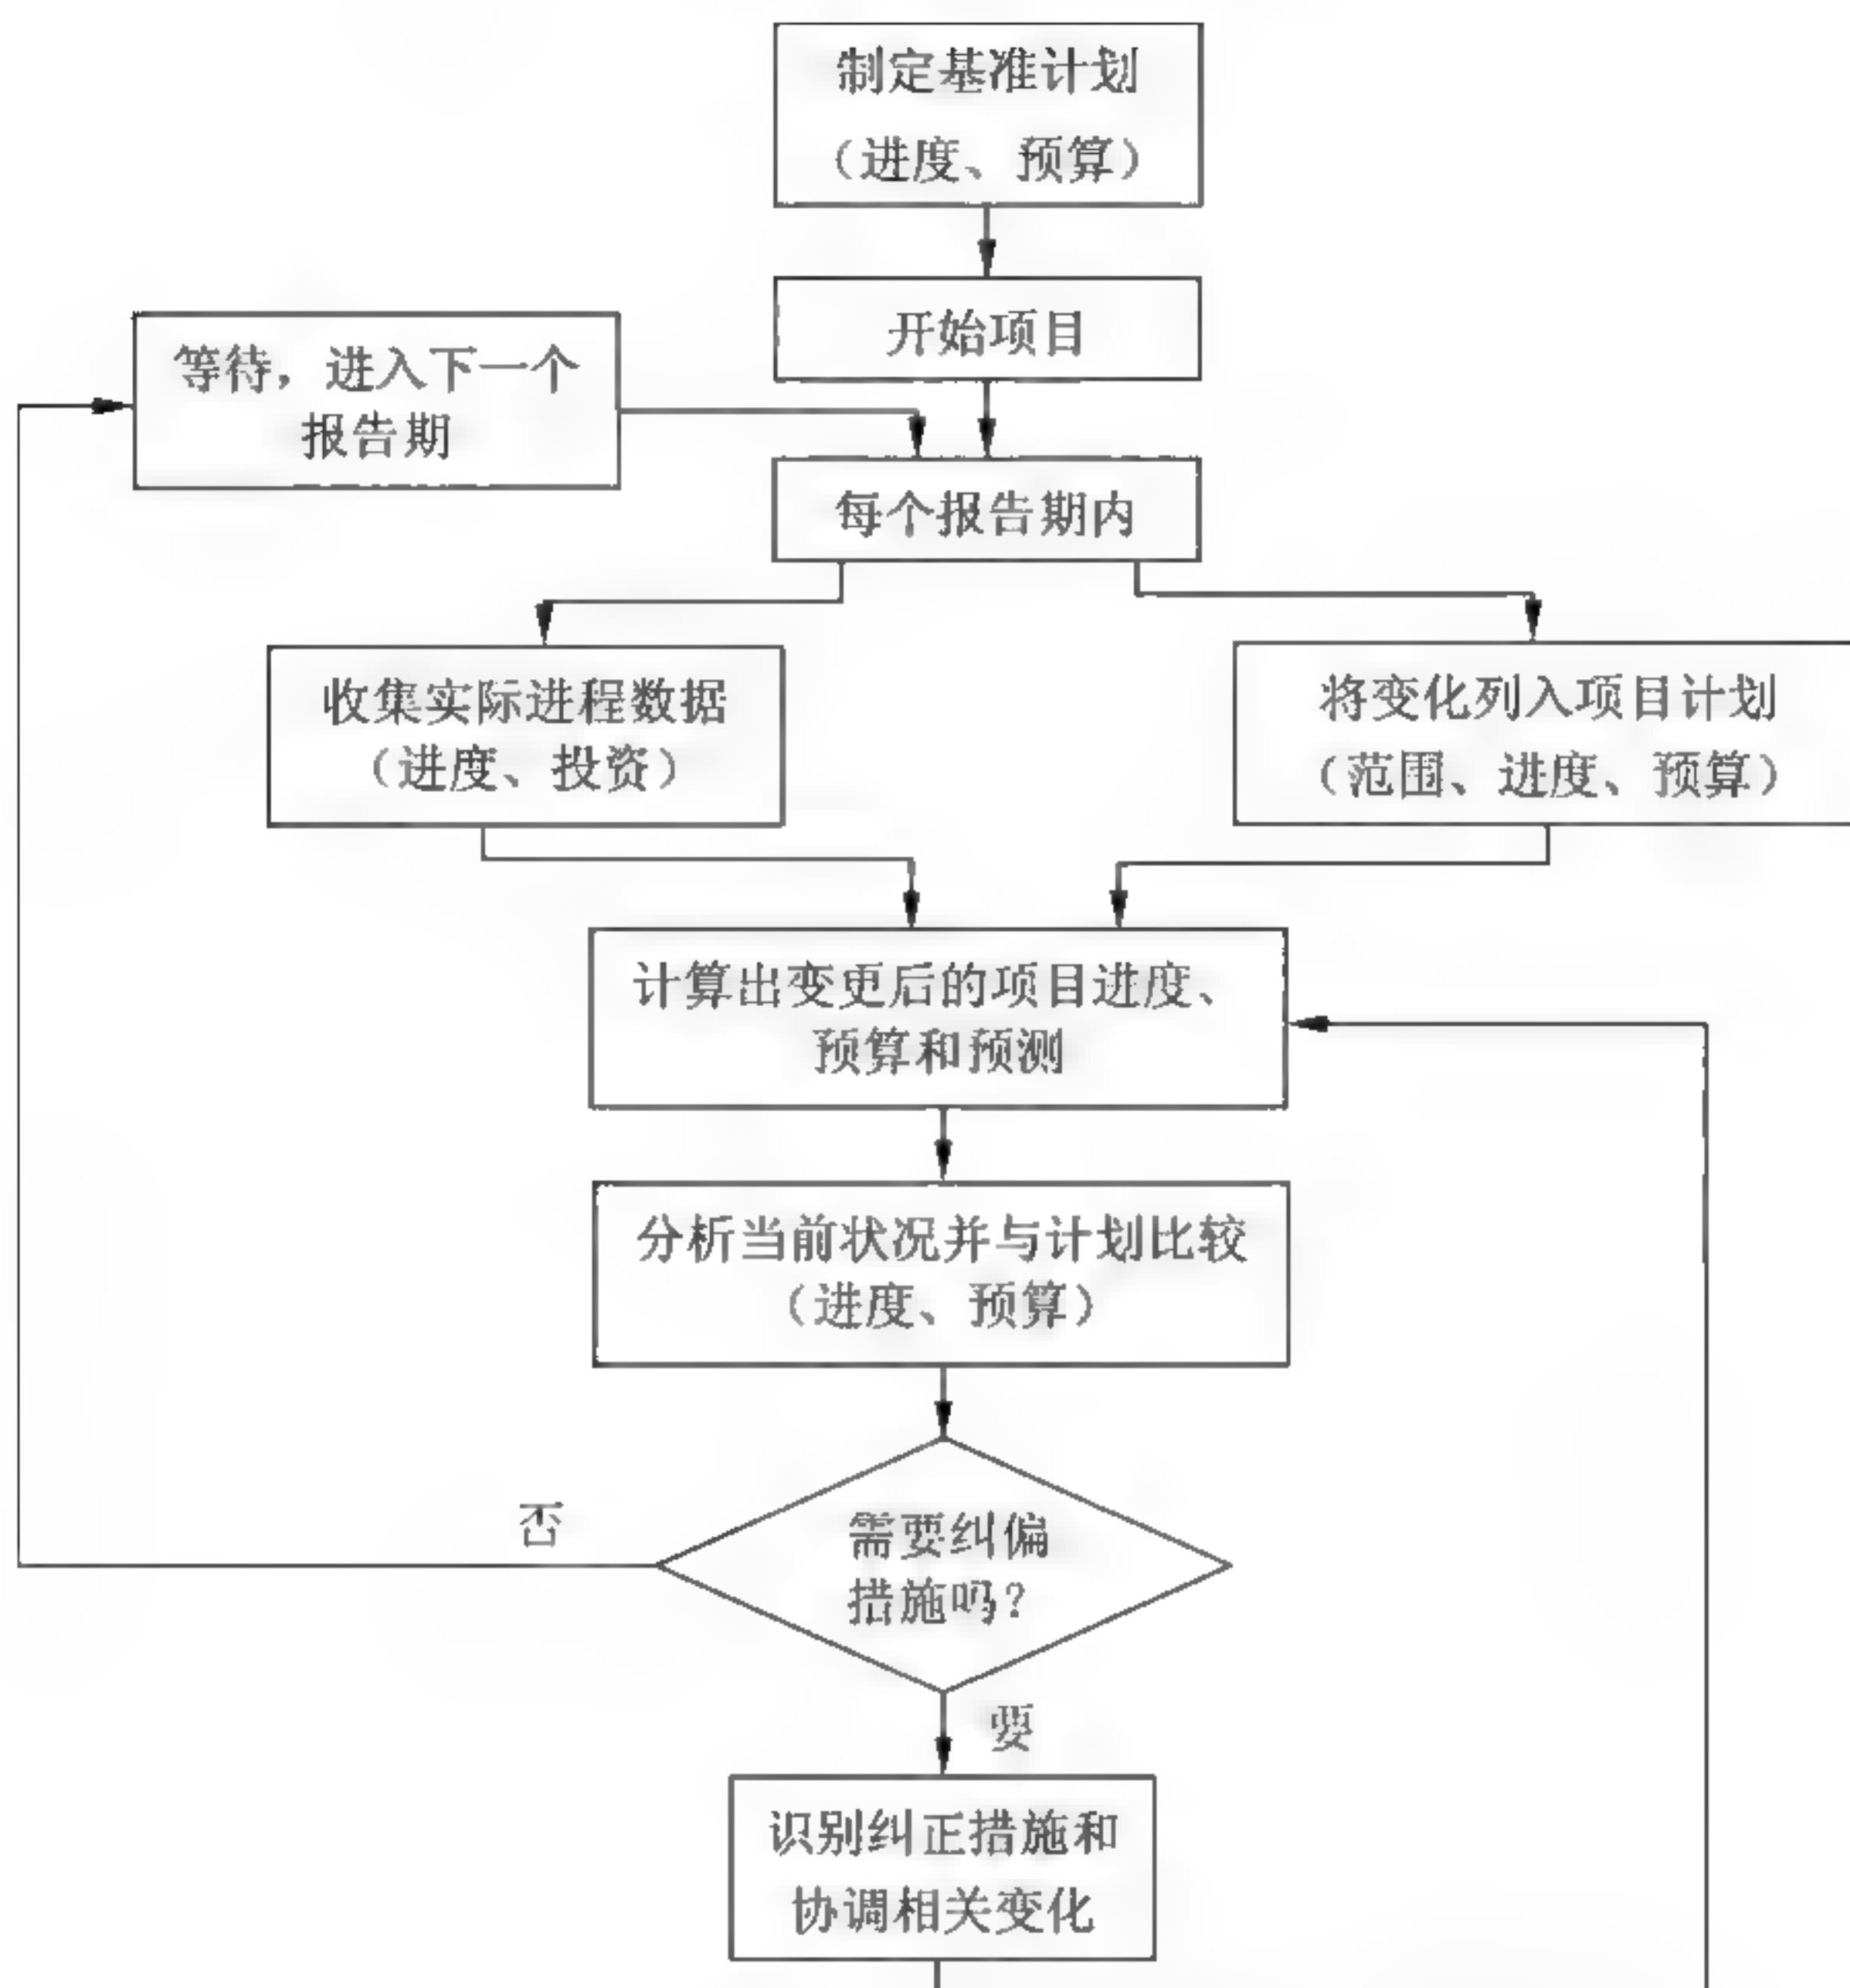 制定基准计划
（进度、预算）
开始项目
等待，进入下一个
报告期
每个报告期内
收集实际进程数据
（进度、投资）
将变化列入项目计划
（范围、进度、预算）
计算出变更后的项目进度、
预算和预测
分析当前状况并与计划比较
（进度、预算）
需要纠偏
措施吗？
否
要
识别纠正措施和
协调相关变化